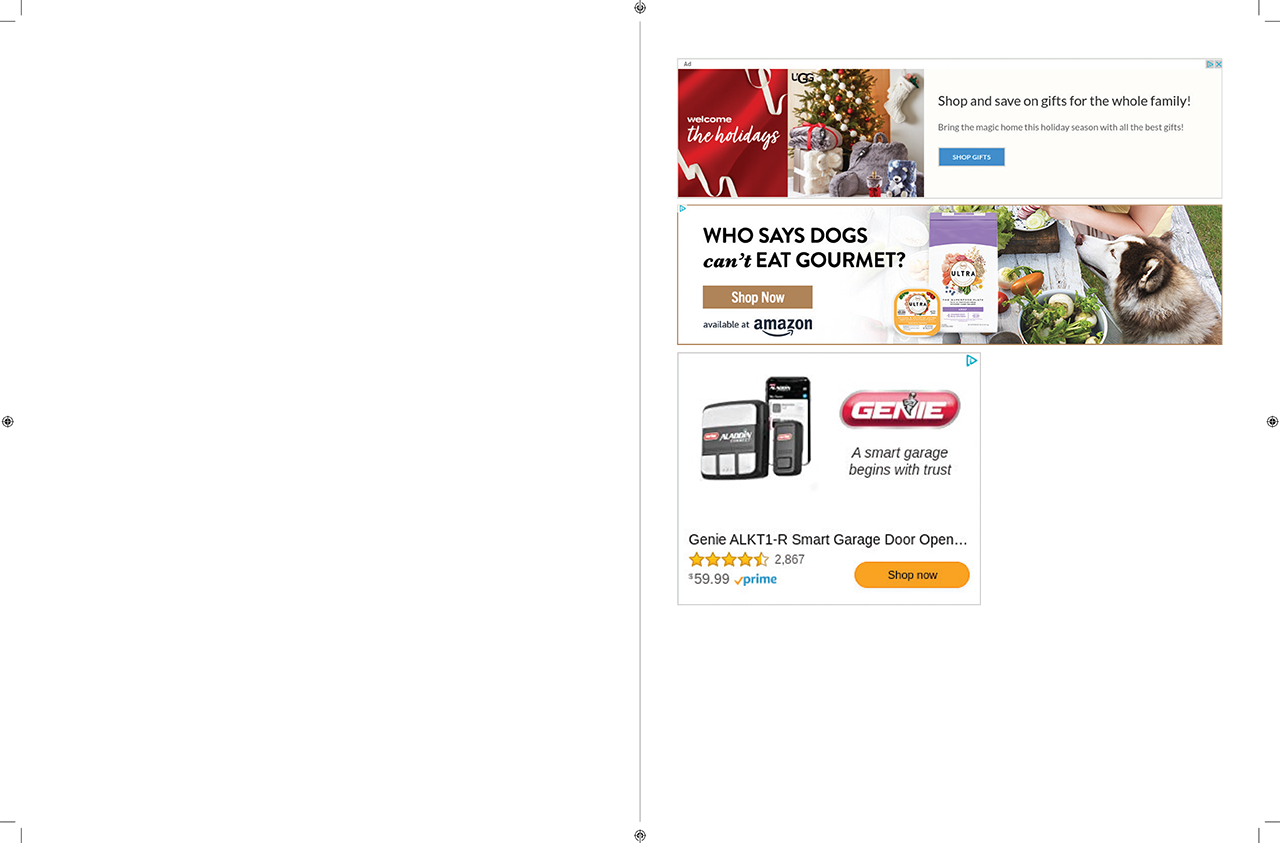 Ad
UGG
welcome
the holidays
Shop and save on gifts for the whole family!
Bring the magic home this holiday season with all the best gifts!
SHOP GIFTS
WHO SAYS DOGS
can't EAT GOURMET?
Shop Now
available at amazon
ULTRA
ULTRA
GENIE
ALADDIN
CONNECT
A smart garage
begins with trust
Genie ALKT1-R Smart Garage Door Open…
2,867
$59.99 prime
Shop now